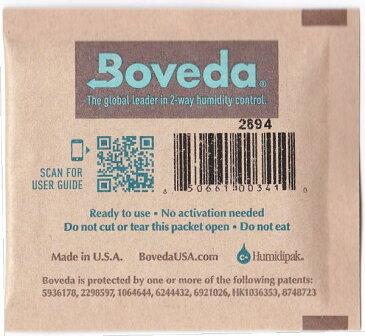 Boveda®
The global leader in 2-way humidity control.
2694
SCAN FOR
USER GUIDE
8 50661 00341 0
Ready to use • No activation needed
Do not cut or tear this packet open • Do not eat
Made in U.S.A. BovedaUSA.com Humidipak®
Boveda is protected by one or more of the following patents:
5936178, 2298597, 1064644, 6244432, 6921026, HK1036353, 8748723